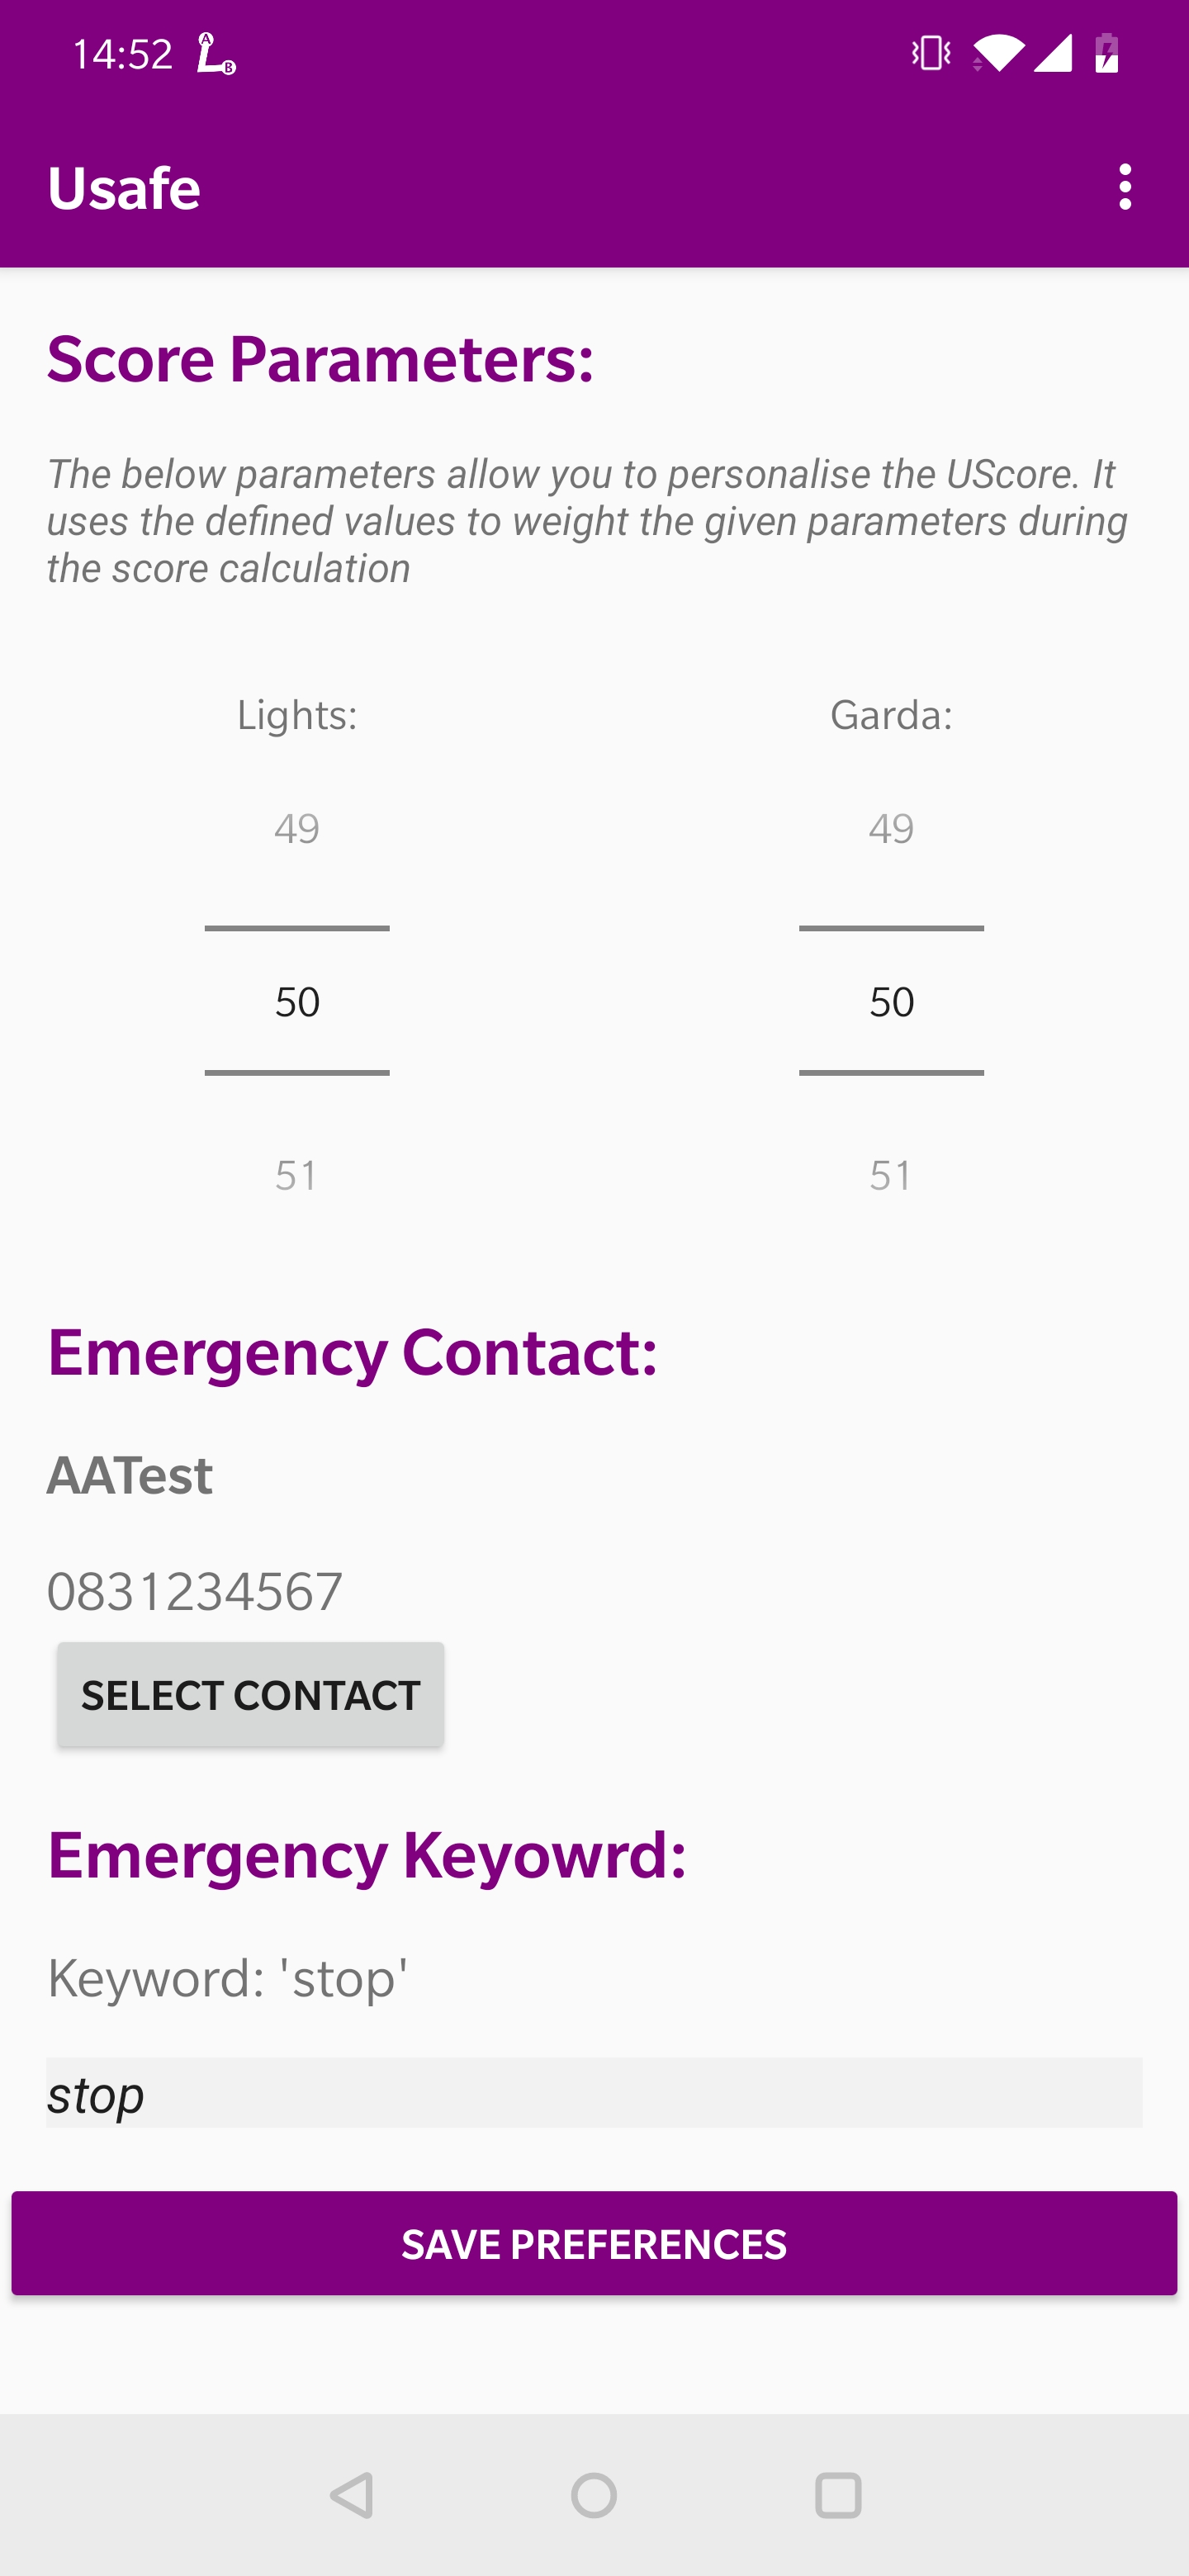 14:52
Usafe
Score Parameters:
The below parameters allow you to personalise the UScore. It
uses the defined values to weight the given parameters during
the score calculation
Lights: Garda:
49 49
50 50
51 51
Emergency Contact:
AATest
0831234567
SELECT CONTACT
Emergency Keyowrd:
Keyword: 'stop'
stop
SAVE PREFERENCES